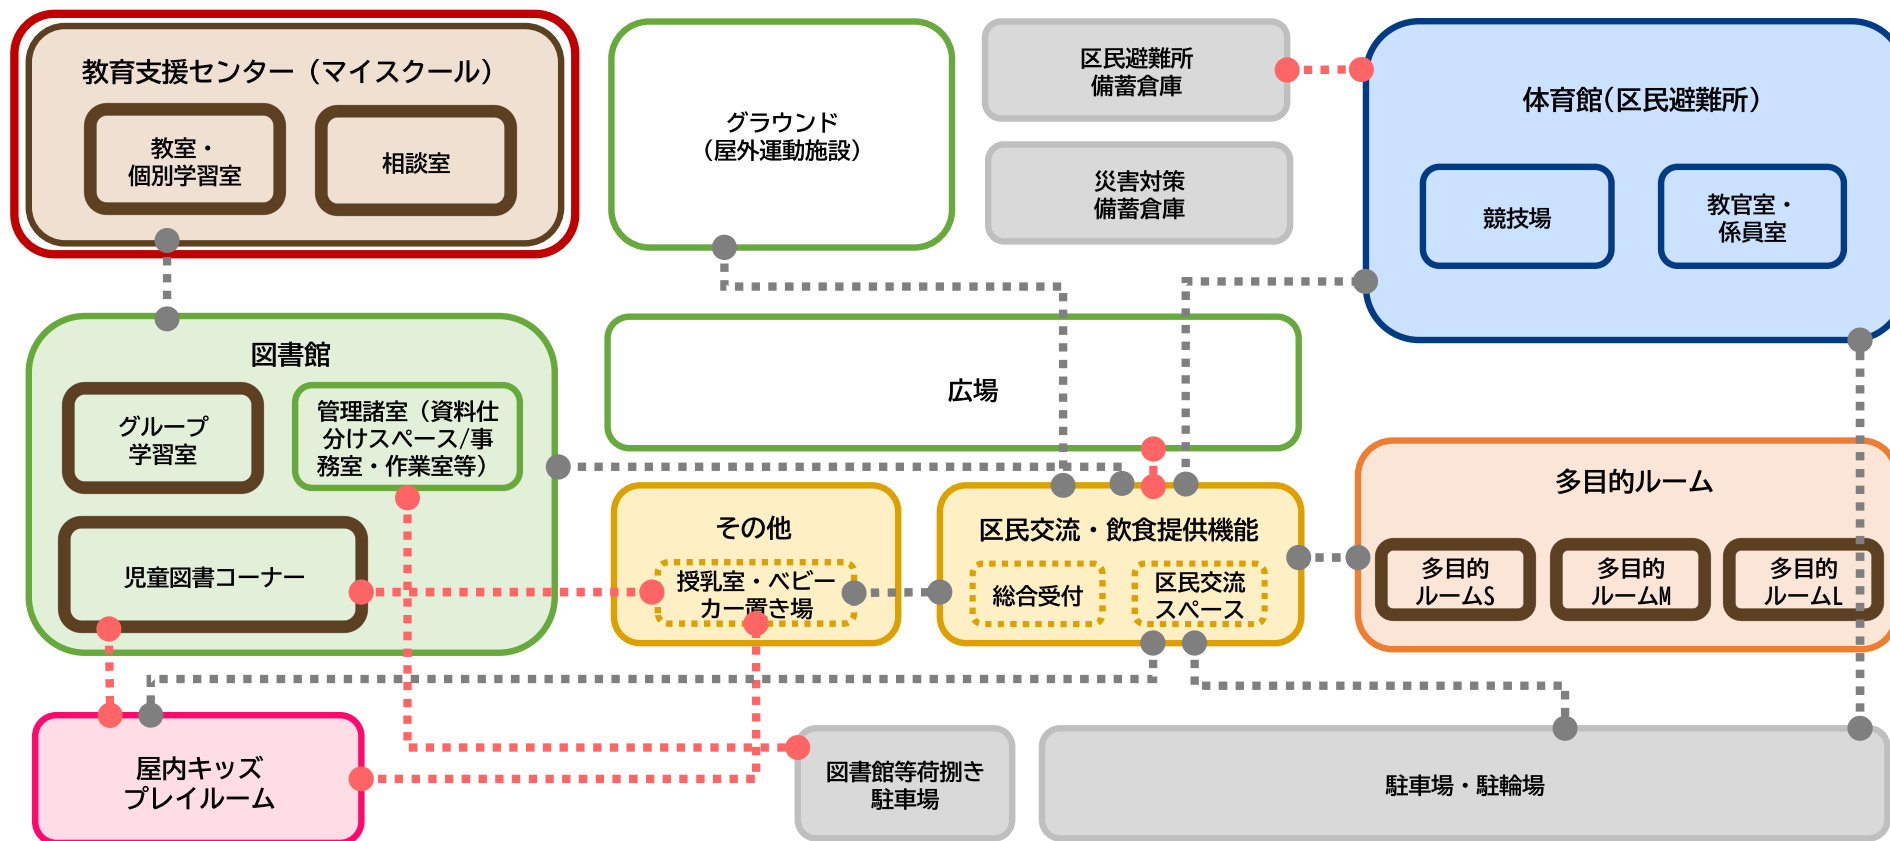 教育支援センター（マイスクール）
教室・
個別学習室
相談室
グラウンド
（屋外運動施設）
区民避難所
備蓄倉庫
災害対策
備蓄倉庫
体育館（区民避難所）
競技場
教官室・
係員室
図書館
グループ
学習室
管理諸室（資料仕
分けスペース/事
務室・作業室等）
児童図書コーナー
広場
その他
授乳室・ベビー
カー置き場
区民交流・飲食提供機能
総合受付
区民交流
スペース
多目的ルーム
多目的
ルームS
多目的
ルームM
多目的
ルームL
屋内キッズ
プレイルーム
図書館等荷捌き
駐車場
駐車場・駐輪場